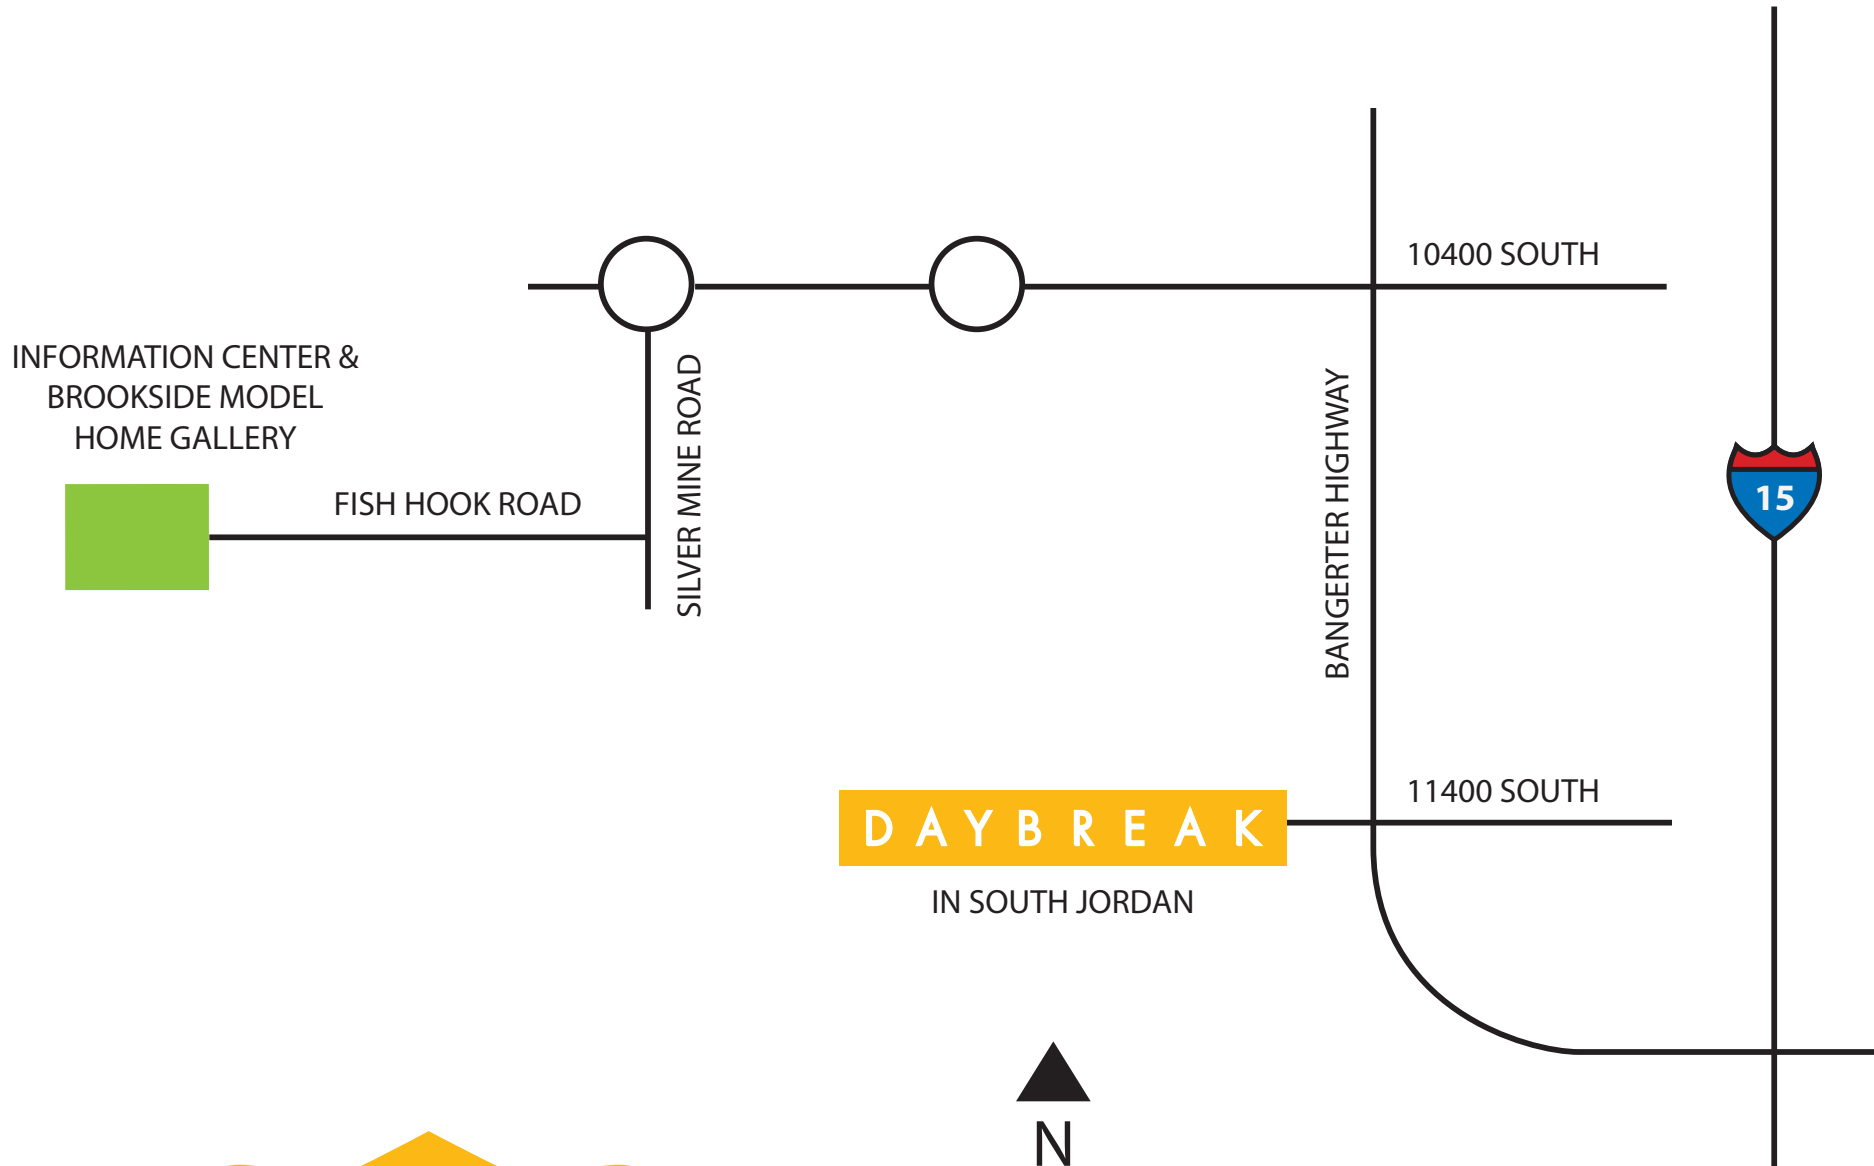 10400 SOUTH
INFORMATION CENTER &
BROOKSIDE MODEL
HOME GALLERY
FISH HOOK ROAD
SILVER MINE ROAD
BANGERTER HIGHWAY
15
11400 SOUTH
DAYBREAK
IN SOUTH JORDAN
N